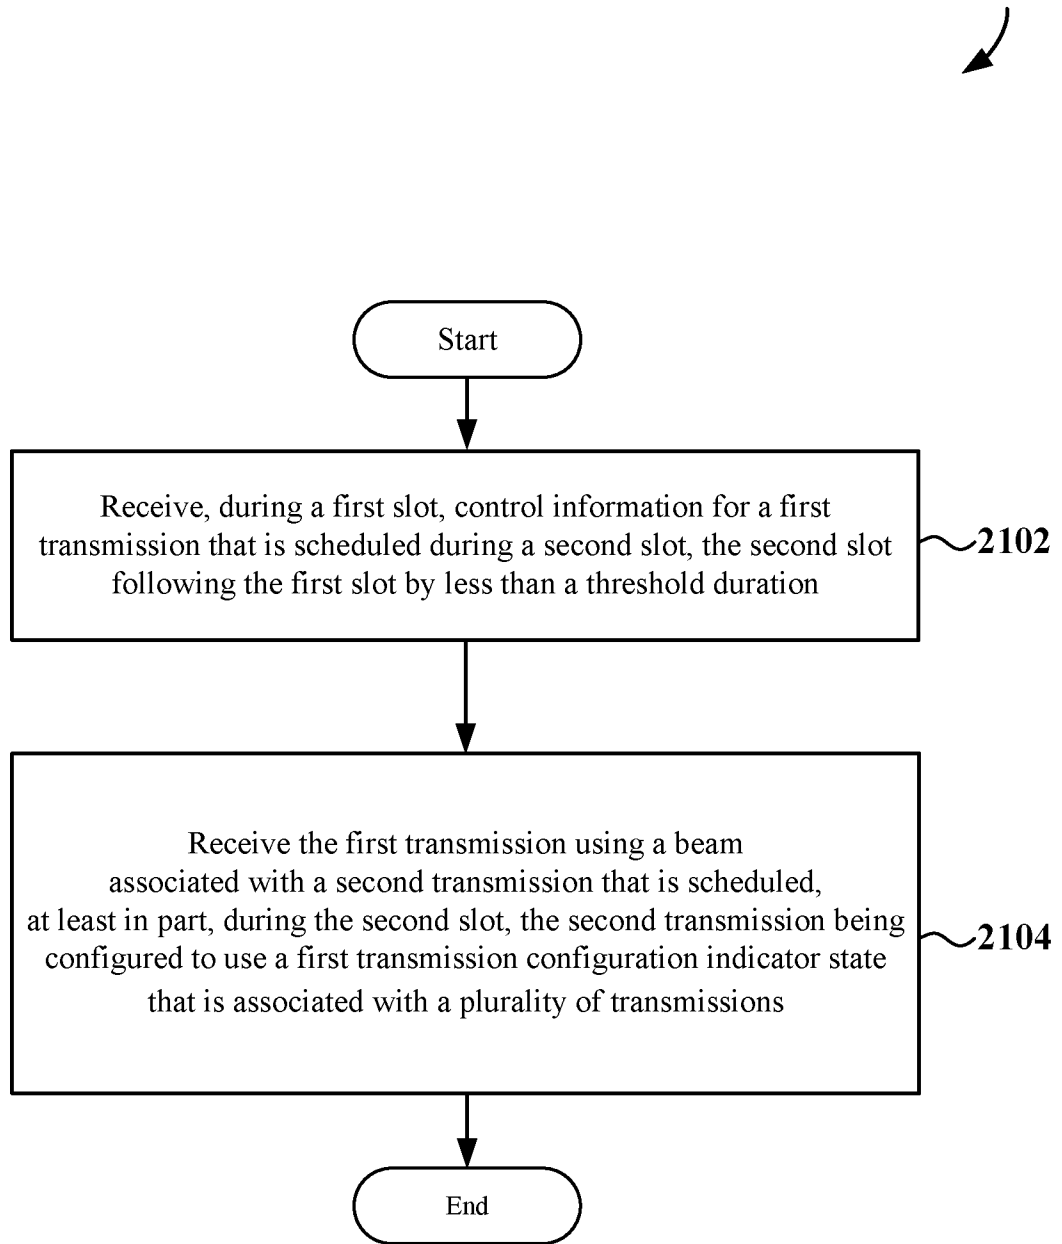 Start
Receive, during a first slot, control information for a first
transmission that is scheduled during a second slot, the second slot
following the first slot by less than a threshold duration
2102
Receive the first transmission using a beam
associated with a second transmission that is scheduled,
at least in part, during the second slot, the second transmission being
configured to use a first transmission configuration indicator state
that is associated with a plurality of transmissions
2104
End